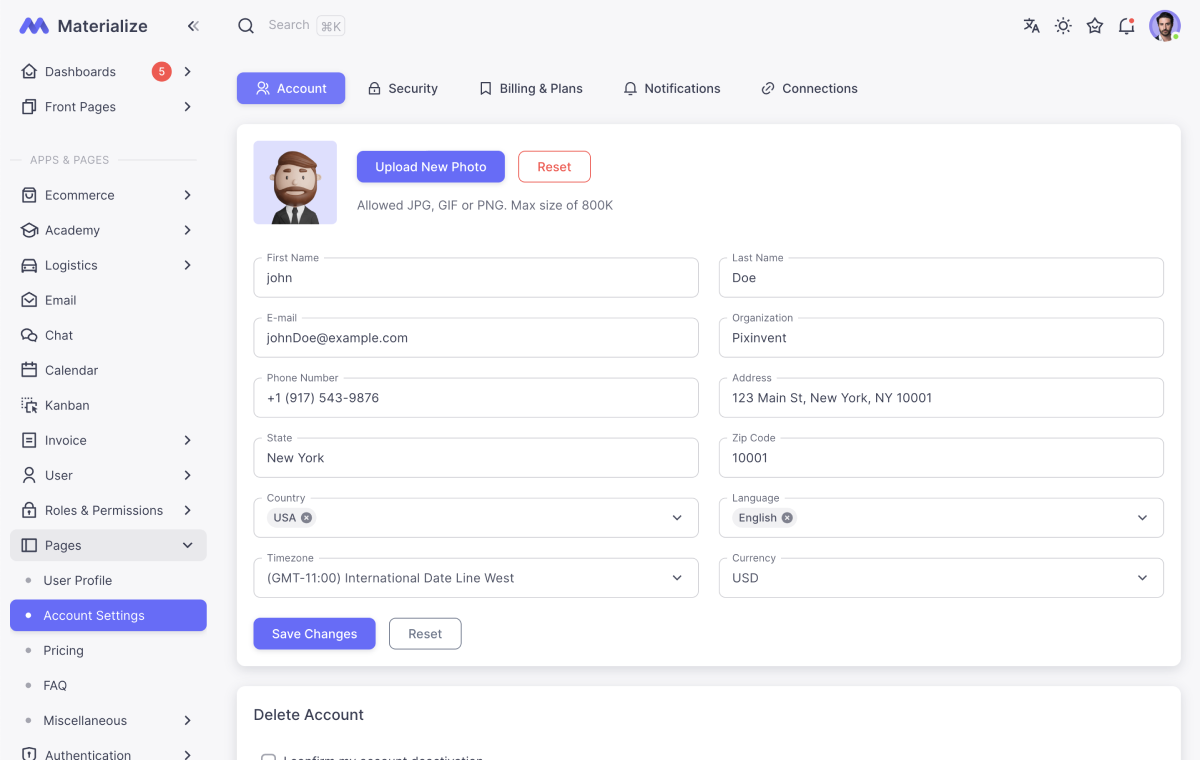 Materialize
Search ⌘K
Dashboards 5
Front Pages
APPS & PAGES
Ecommerce
Academy
Logistics
Email
Chat
Calendar
Kanban
Invoice
User
Roles & Permissions
Pages
User Profile
Account Settings
Pricing
FAQ
Miscellaneous
Authentication
Account Security Billing & Plans Notifications Connections
Upload New Photo Reset
Allowed JPG, GIF or PNG. Max size of 800K
First Name
john
Last Name
Doe
E-mail
johnDoe@example.com
Organization
Pixinvent
Phone Number
+1 (917) 543-9876
Address
123 Main St, New York, NY 10001
State
New York
Zip Code
10001
Country
USA
Language
English
Timezone
(GMT-11:00) International Date Line West
Currency
USD
Save Changes Reset
Delete Account
I confirm my account deactivation